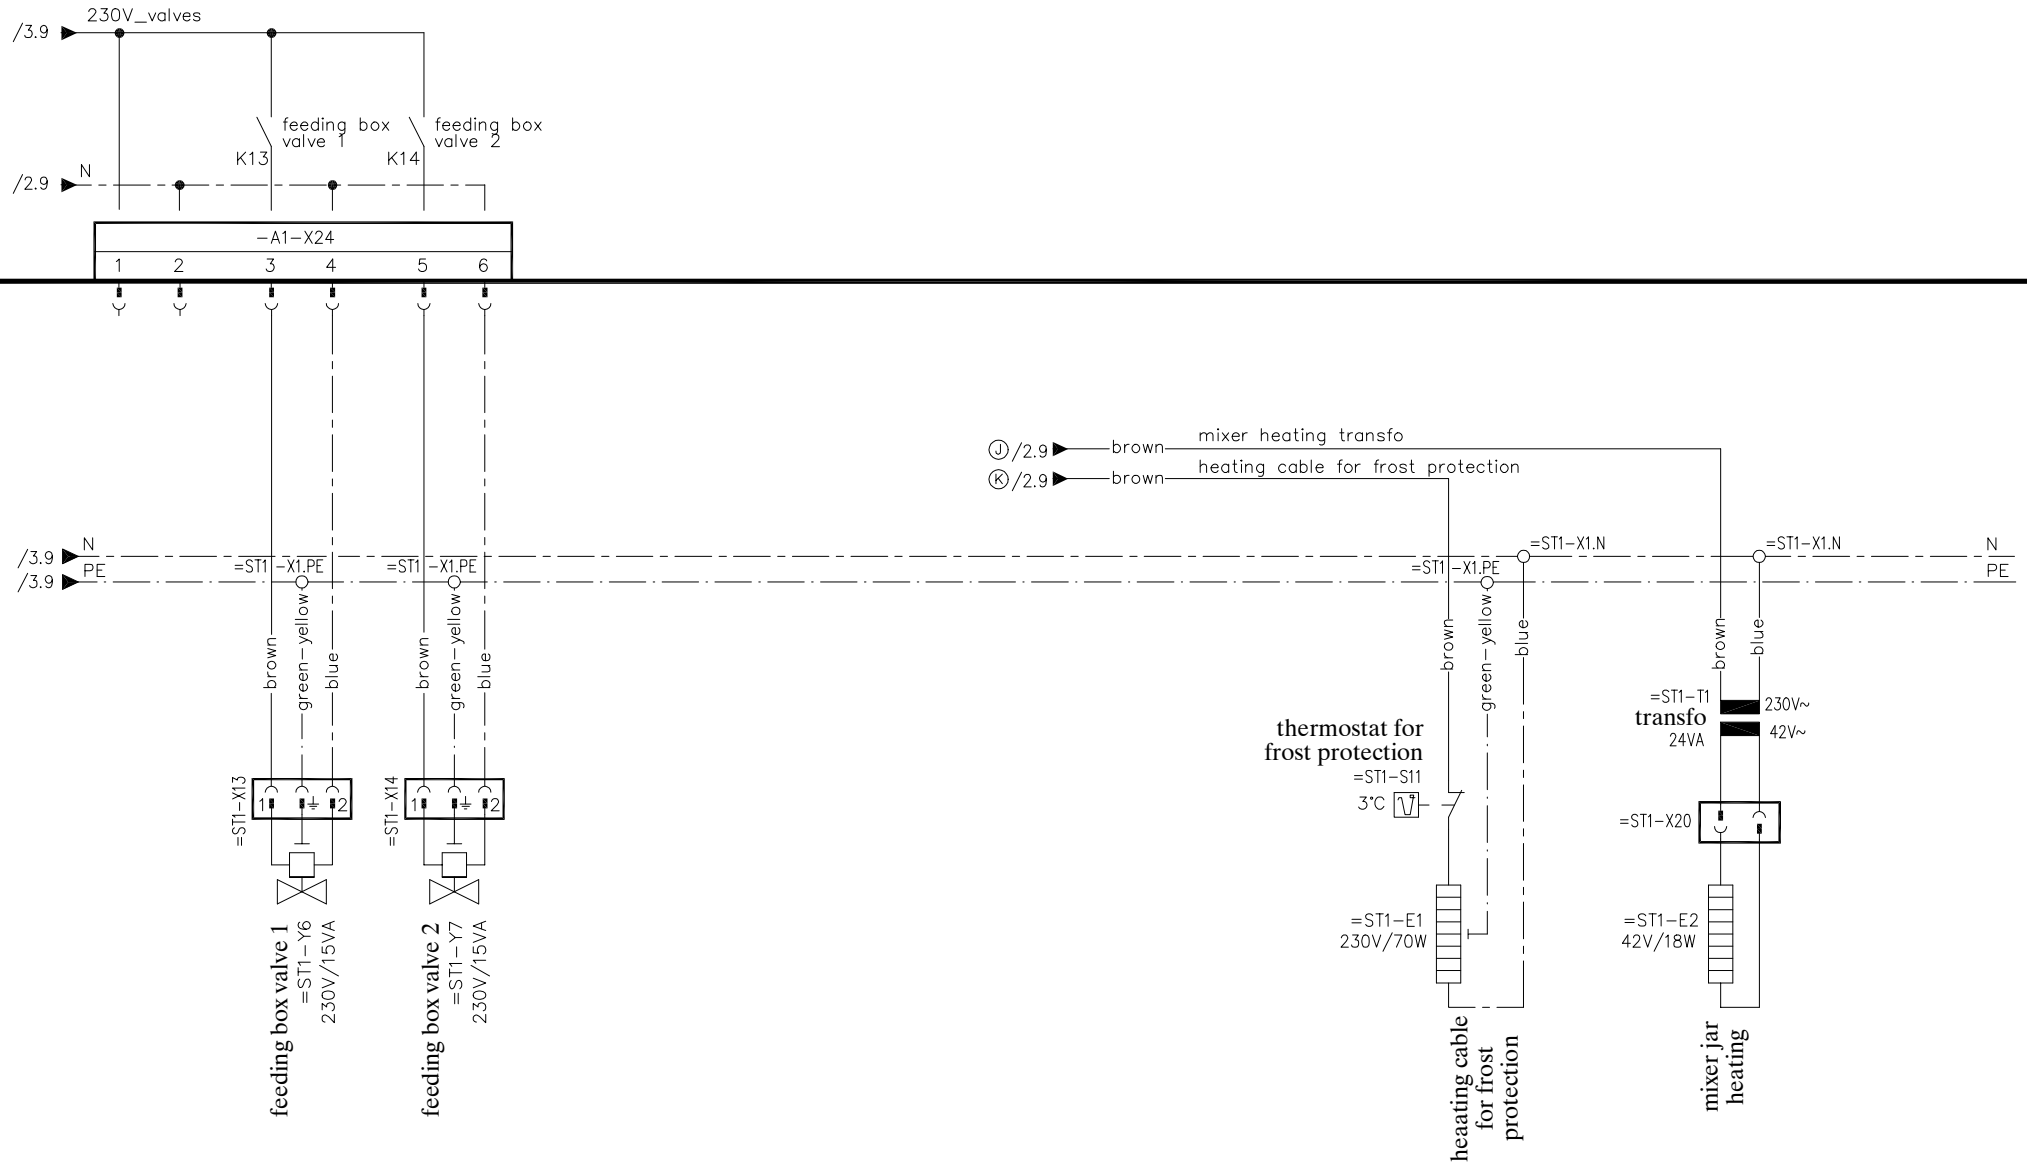 230V_valves
/3.9
feeding box
valve 1
K13
feeding box
valve 2
K14
N
/2.9
-A1-X24
1 2 3 4 5 6
J /2.9 brown mixer heating transfo
K /2.9 brown heating cable for frost protection
/3.9 N
/3.9 PE
=ST1-X1.PE
=ST1-X1.PE
=ST1-X1.PE
=ST1-X1.N
=ST1-X1.N
N
PE
brown
green-yellow
blue
brown
green-yellow
blue
brown
green-yellow
blue
brown
blue
=ST1-T1
transfo
24VA
230V~
42V~
thermostat for
frost protection
=ST1-S11
3°C
=ST1-X13
1 2
=ST1-X14
1 2
=ST1-X20
feeding box valve 1
=ST1-Y6
230V/15VA
feeding box valve 2
=ST1-Y7
230V/15VA
=ST1-E1
230V/70W
heaating cable
for frost
protection
=ST1-E2
42V/18W
mixer jar
heating